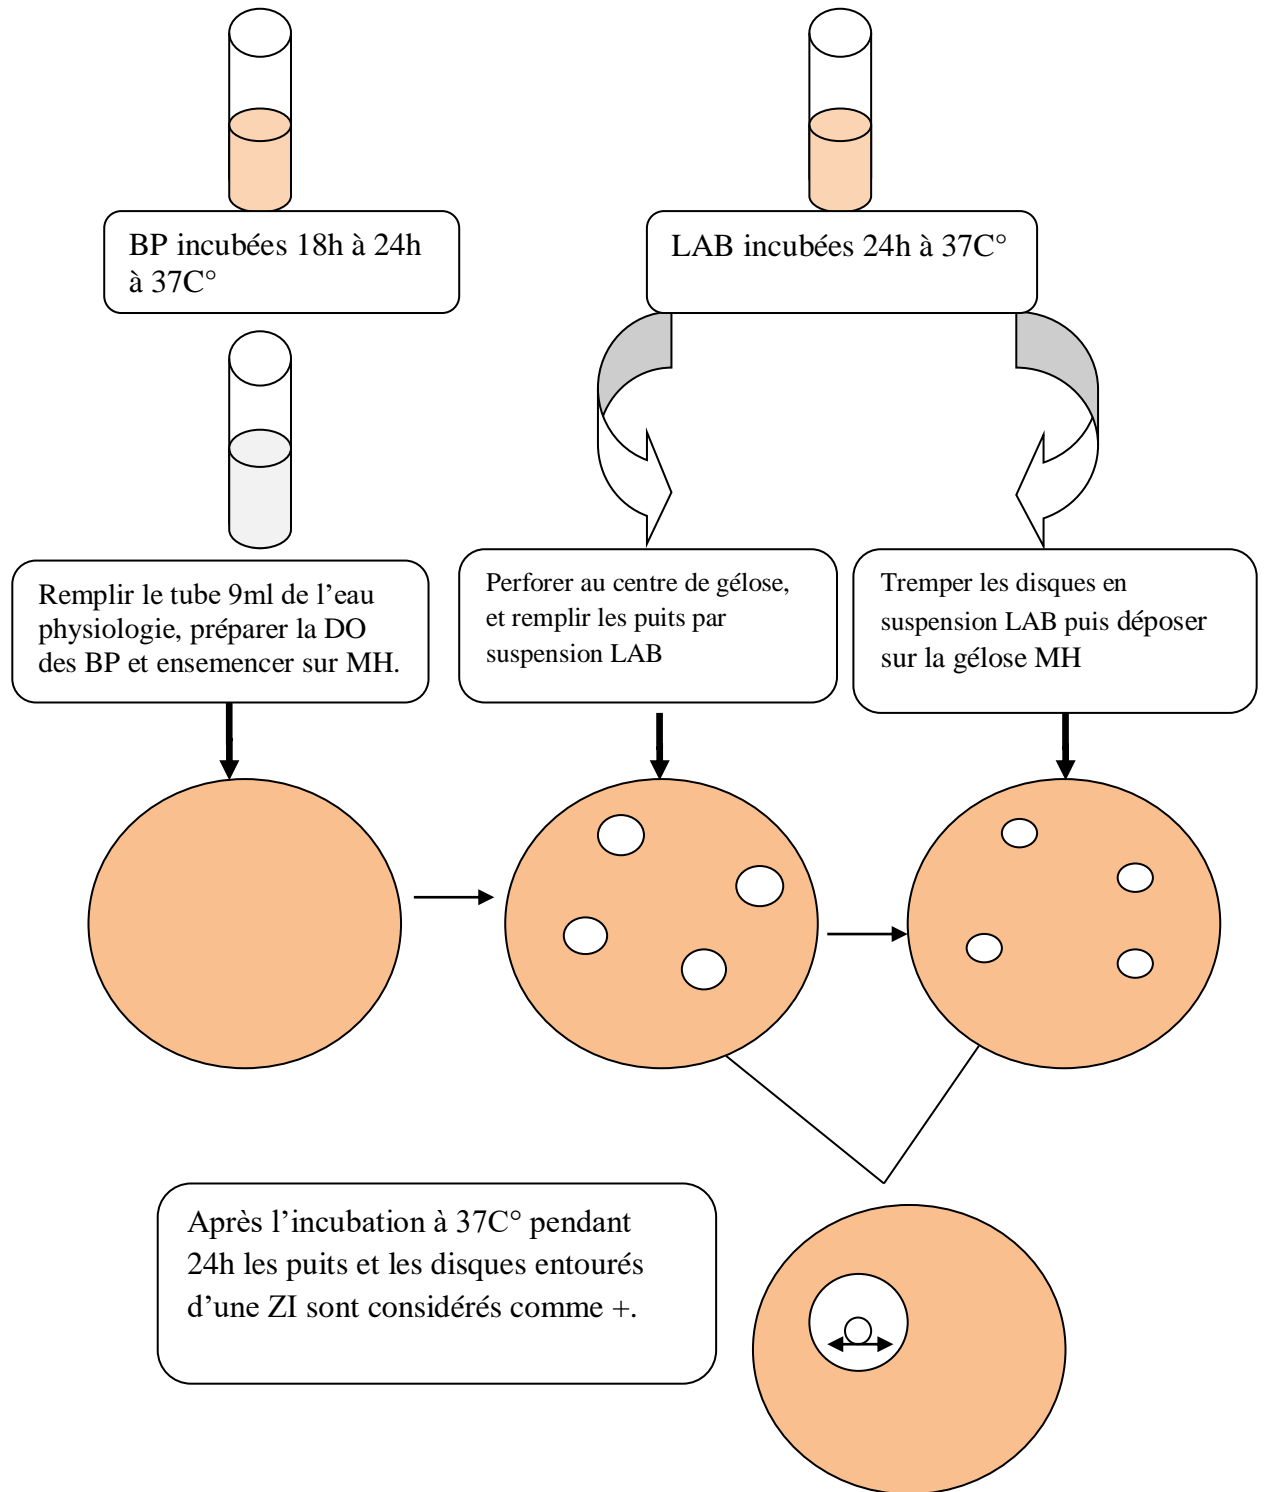 BP incubées 18h à 24h
à 37C°
LAB incubées 24h à 37C°
Remplir le tube 9ml de l’eau
physiologie, préparer la DO
des BP et ensemencer sur MH.
Perforer au centre de gélose,
et remplir les puits par
suspension LAB
Tremper les disques en
suspension LAB puis déposer
sur la gélose MH
Après l’incubation à 37C° pendant
24h les puits et les disques entourés
d’une ZI sont considérés comme +.